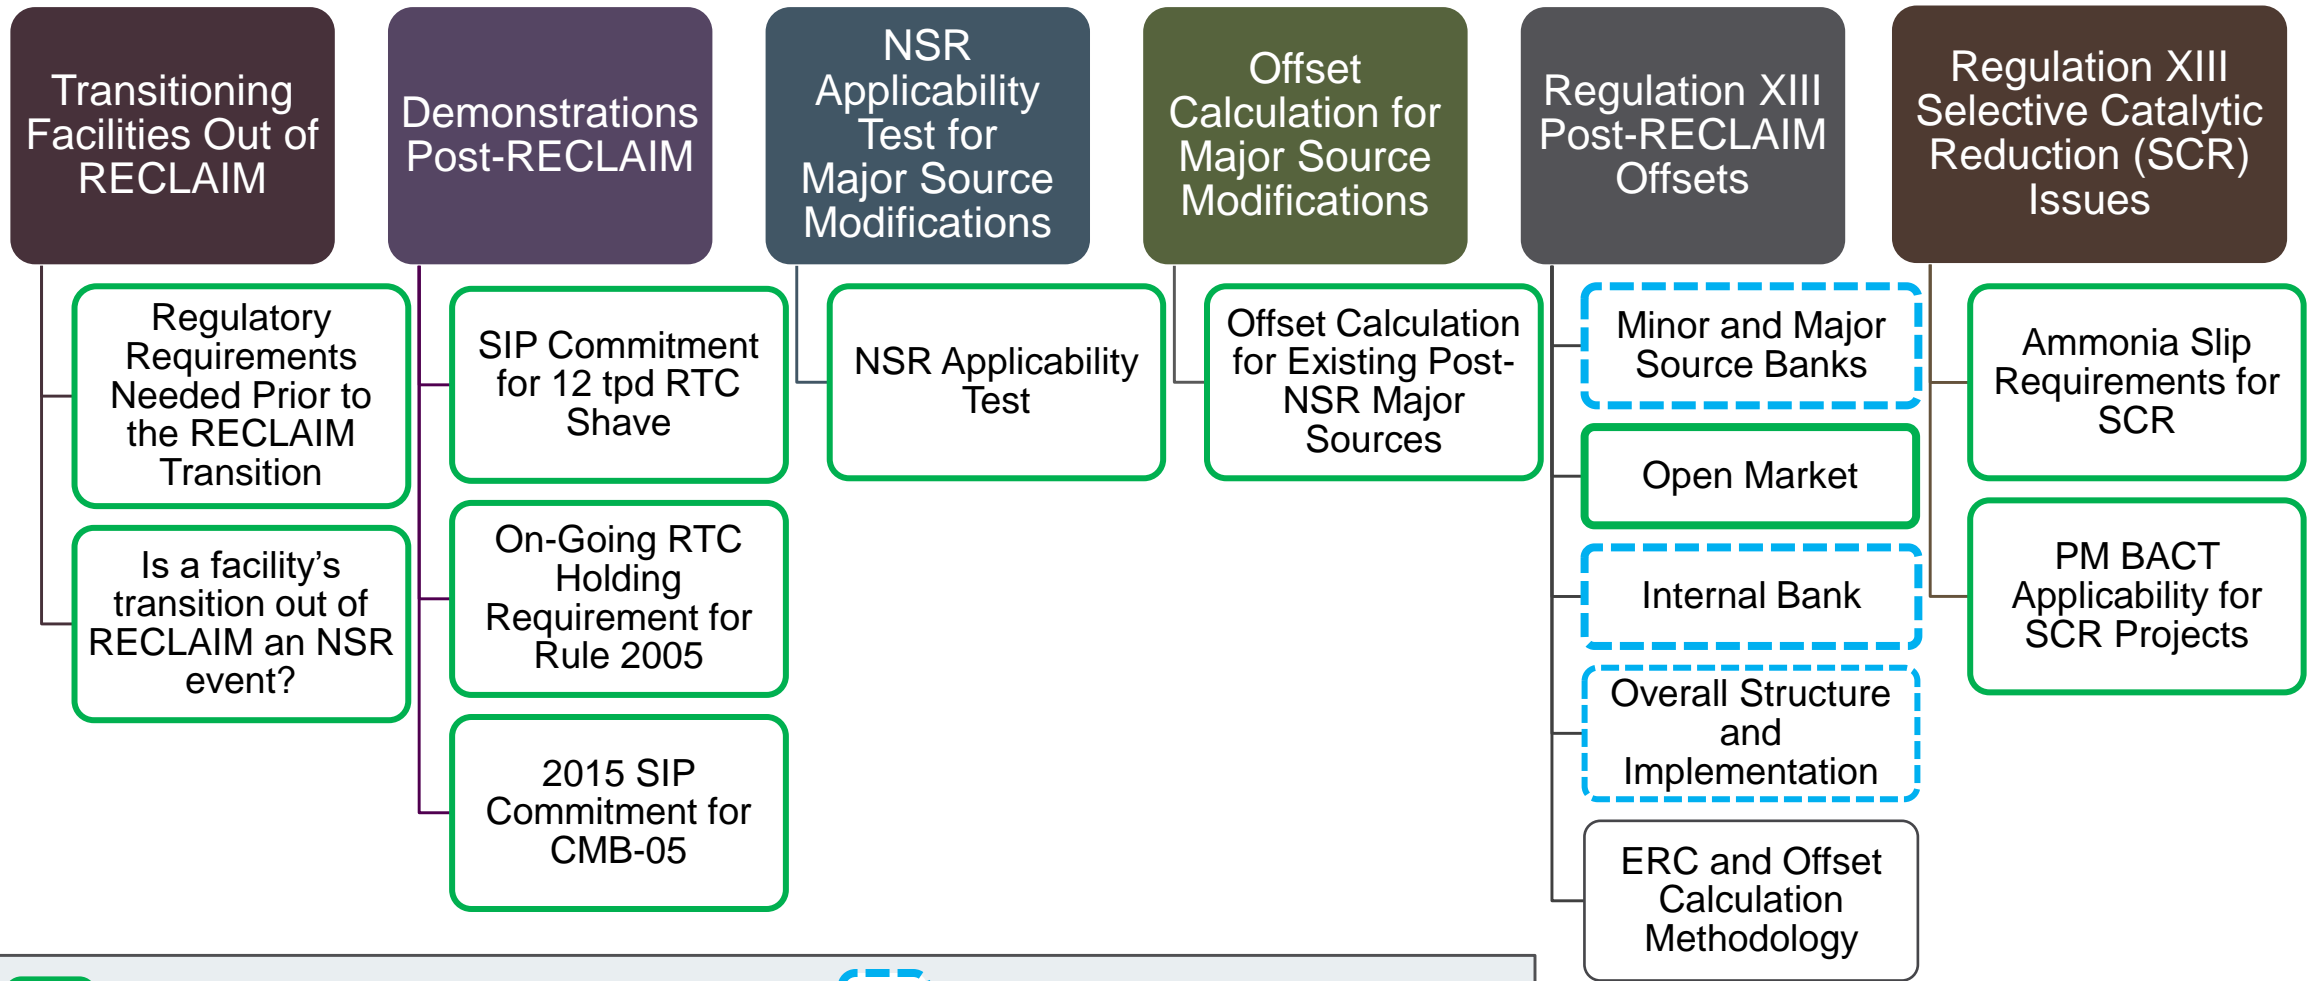 Transitioning
Facilities Out of
RECLAIM
Regulatory
Requirements
Needed Prior to
the RECLAIM
Transition
Is a facility’s
transition out of
RECLAIM an NSR
event?
Demonstrations
Post-RECLAIM
SIP Commitment
for 12 tpd RTC
Shave
On-Going RTC
Holding
Requirement for
Rule 2005
2015 SIP
Commitment for
CMB-05
NSR
Applicability
Test for
Major Source
Modifications
NSR Applicability
Test
Offset
Calculation for
Major Source
Modifications
Offset Calculation
for Existing Post-
NSR Major
Sources
Regulation XIII
Post-RECLAIM
Offsets
Minor and Major
Source Banks
Open Market
Internal Bank
Overall Structure
and
Implementation
ERC and Offset
Calculation
Methodology
Regulation XIII
Selective Catalytic
Reduction (SCR)
Issues
Ammonia Slip
Requirements for
SCR
PM BACT
Applicability for
SCR Projects